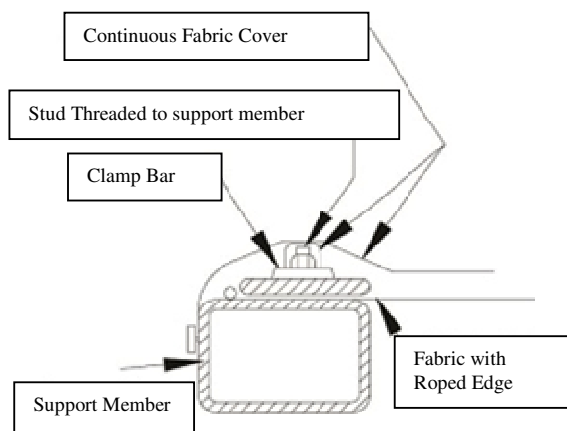 Continuous Fabric Cover
Stud Threaded to support member
Clamp Bar
Fabric with
Roped Edge
Support Member